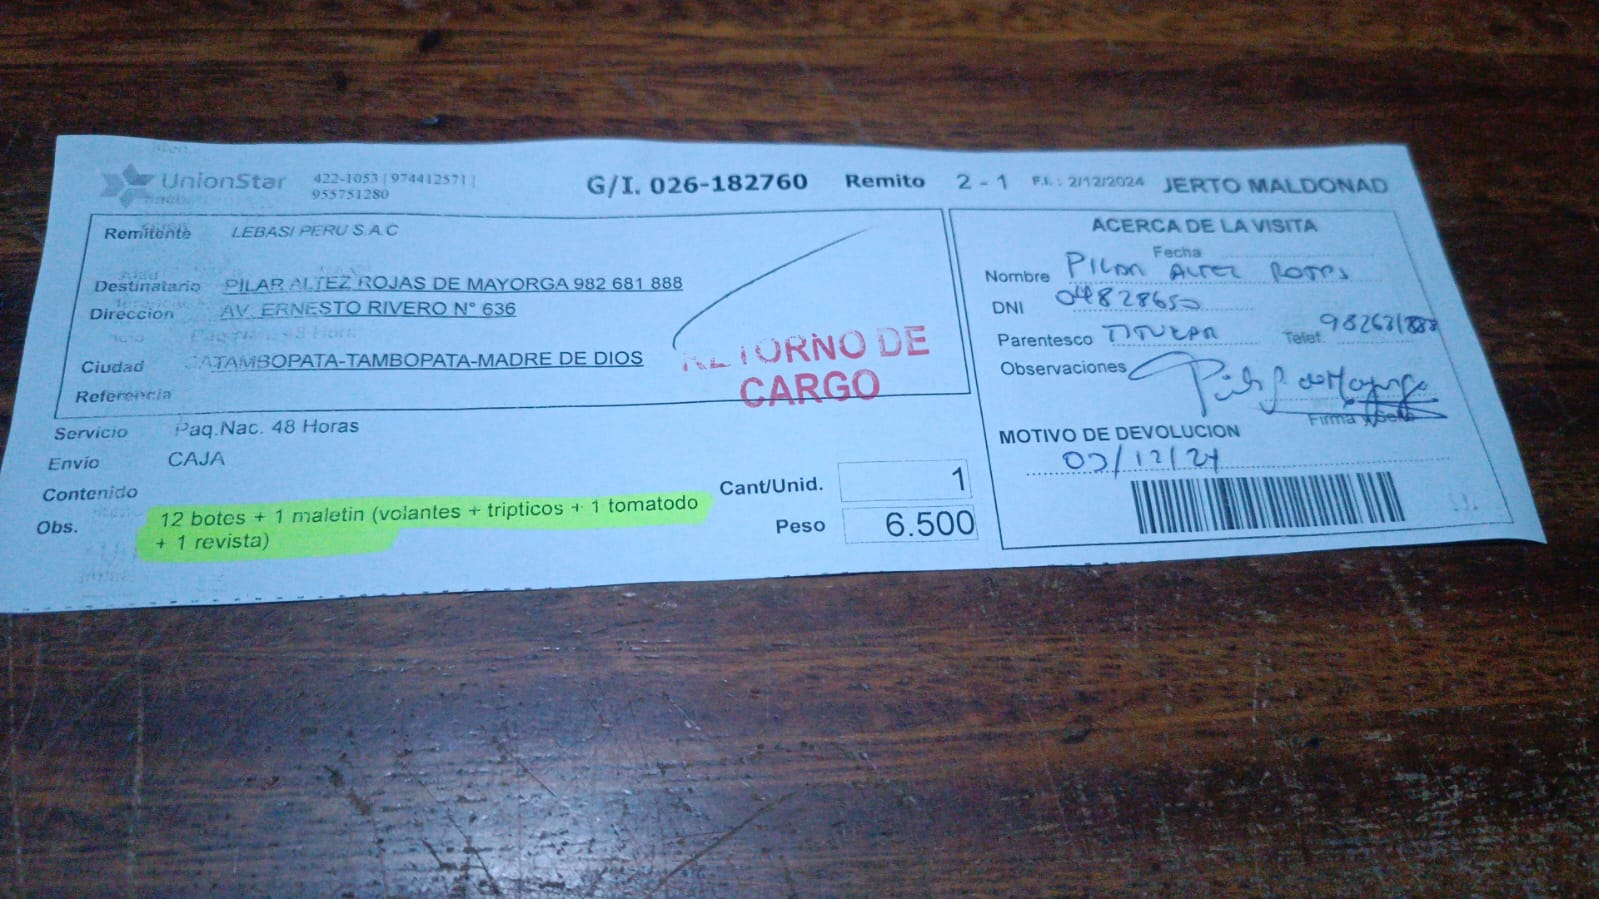 UnionStar 422-1053 | 974412571 |
955751280
G/I. 026-182760 Remito 2 - 1 F.I. : 2/12/2024 JERTO MALDONAD
Remitente LEBASI PERU S.A.C
Destinatario PILAR ALTEZ ROJAS DE MAYORGA 982 681 888
Direccion AV. ERNESTO RIVERO N° 636
Ciudad TAMBOPATA-TAMBOPATA-MADRE DE DIOS
Referencia
RETORNO DE
CARGO
Servicio Paq.Nac. 48 Horas
Envio CAJA
Contenido
Obs. 12 botes + 1 maletin (volantes + tripticos + 1 tomatodo
+ 1 revista)
Cant/Unid. 1
Peso 6.500
ACERCA DE LA VISITA
Fecha
Nombre PILAR ALTEZ ROJAS
DNI 04828650
Parentesco TITULAR Telef.
Observaciones
Firma y Sello
MOTIVO DE DEVOLUCION
03/12/24